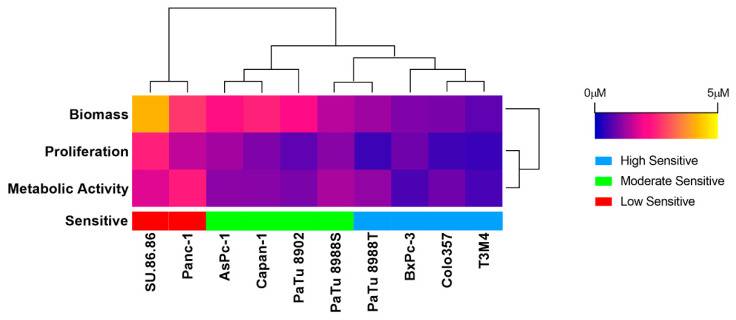 0µM 5µM
Biomass
Proliferation
Metabolic Activity
Sensitive
High Sensitive
Moderate Sensitive
Low Sensitive
SU.86.86
Panc-1
AsPc-1
Capan-1
PaTu 8902
PaTu 8988S
PaTu 8988T
BxPc-3
Colo357
T3M4